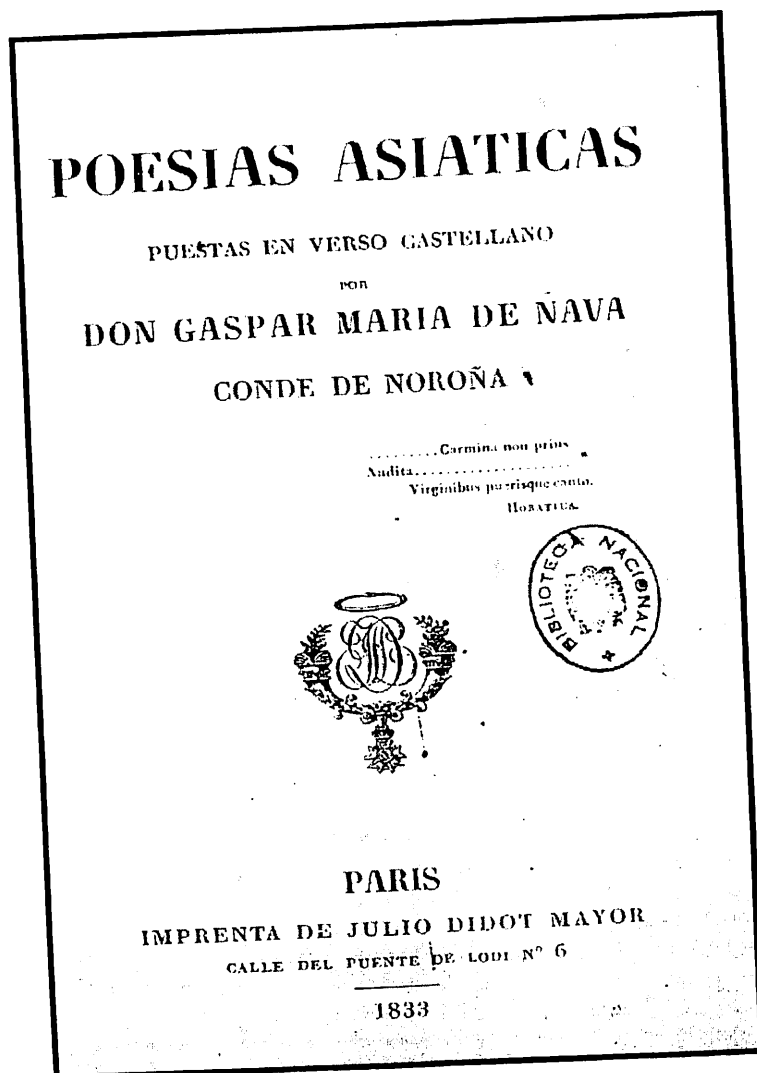 POESIAS ASIATICAS
PUESTAS EN VERSO CASTELLANO
POR
DON GASPAR MARIA DE NAVA
CONDE DE NOROÑA
.........Carmina non prius
Audita...................
Virginibus puerisque canto.
HORATIUS.
BIBLIOTECA NACIONAL
PARIS
IMPRENTA DE JULIO DIDOT MAYOR
CALLE DEL PUENTE DE LODI Nº 6
1833